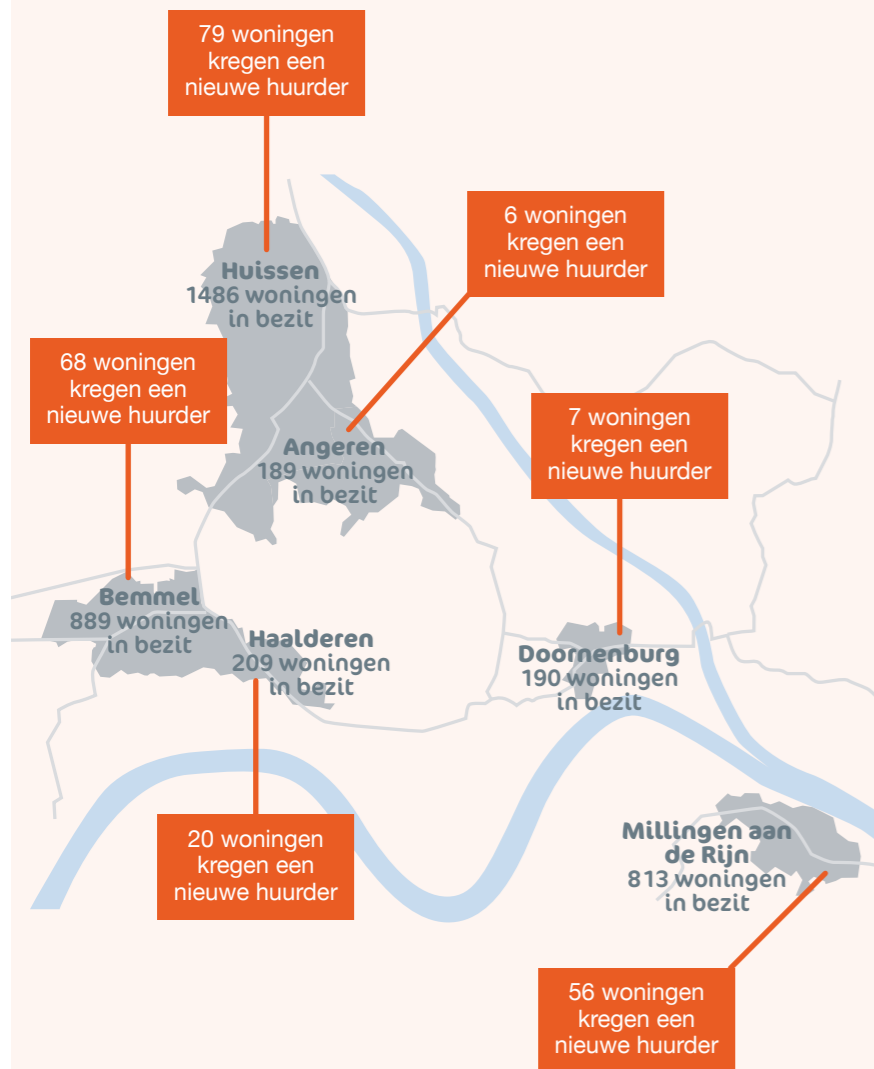 79 woningen
kregen een
nieuwe huurder
6 woningen
kregen een
nieuwe huurder
Huissen
1486 woningen
in bezit
68 woningen
kregen een
nieuwe huurder
7 woningen
kregen een
nieuwe huurder
Angeren
189 woningen
in bezit
Bemmel
889 woningen
in bezit
Haalderen
209 woningen
in bezit
Doornenburg
190 woningen
in bezit
20 woningen
kregen een
nieuwe huurder
Millingen aan
de Rijn
813 woningen
in bezit
56 woningen
kregen een
nieuwe huurder